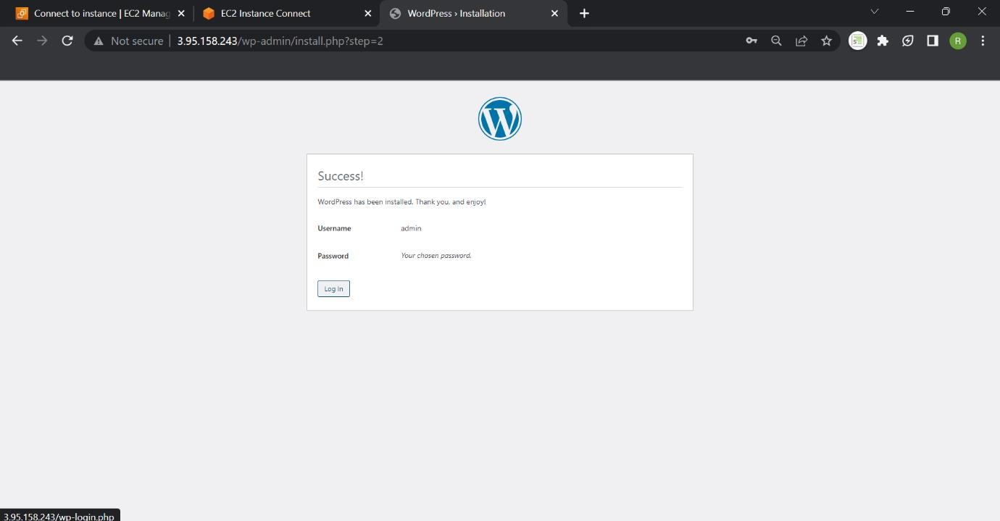 Connect to instance | EC2 Manag
EC2 Instance Connect
WordPress › Installation
Not secure
3.95.158.243/wp-admin/install.php?step=2
R
Success!
WordPress has been installed. Thank you, and enjoy!
Username admin
Password Your chosen password.
Log In
3.95.158.243/wp-login.php